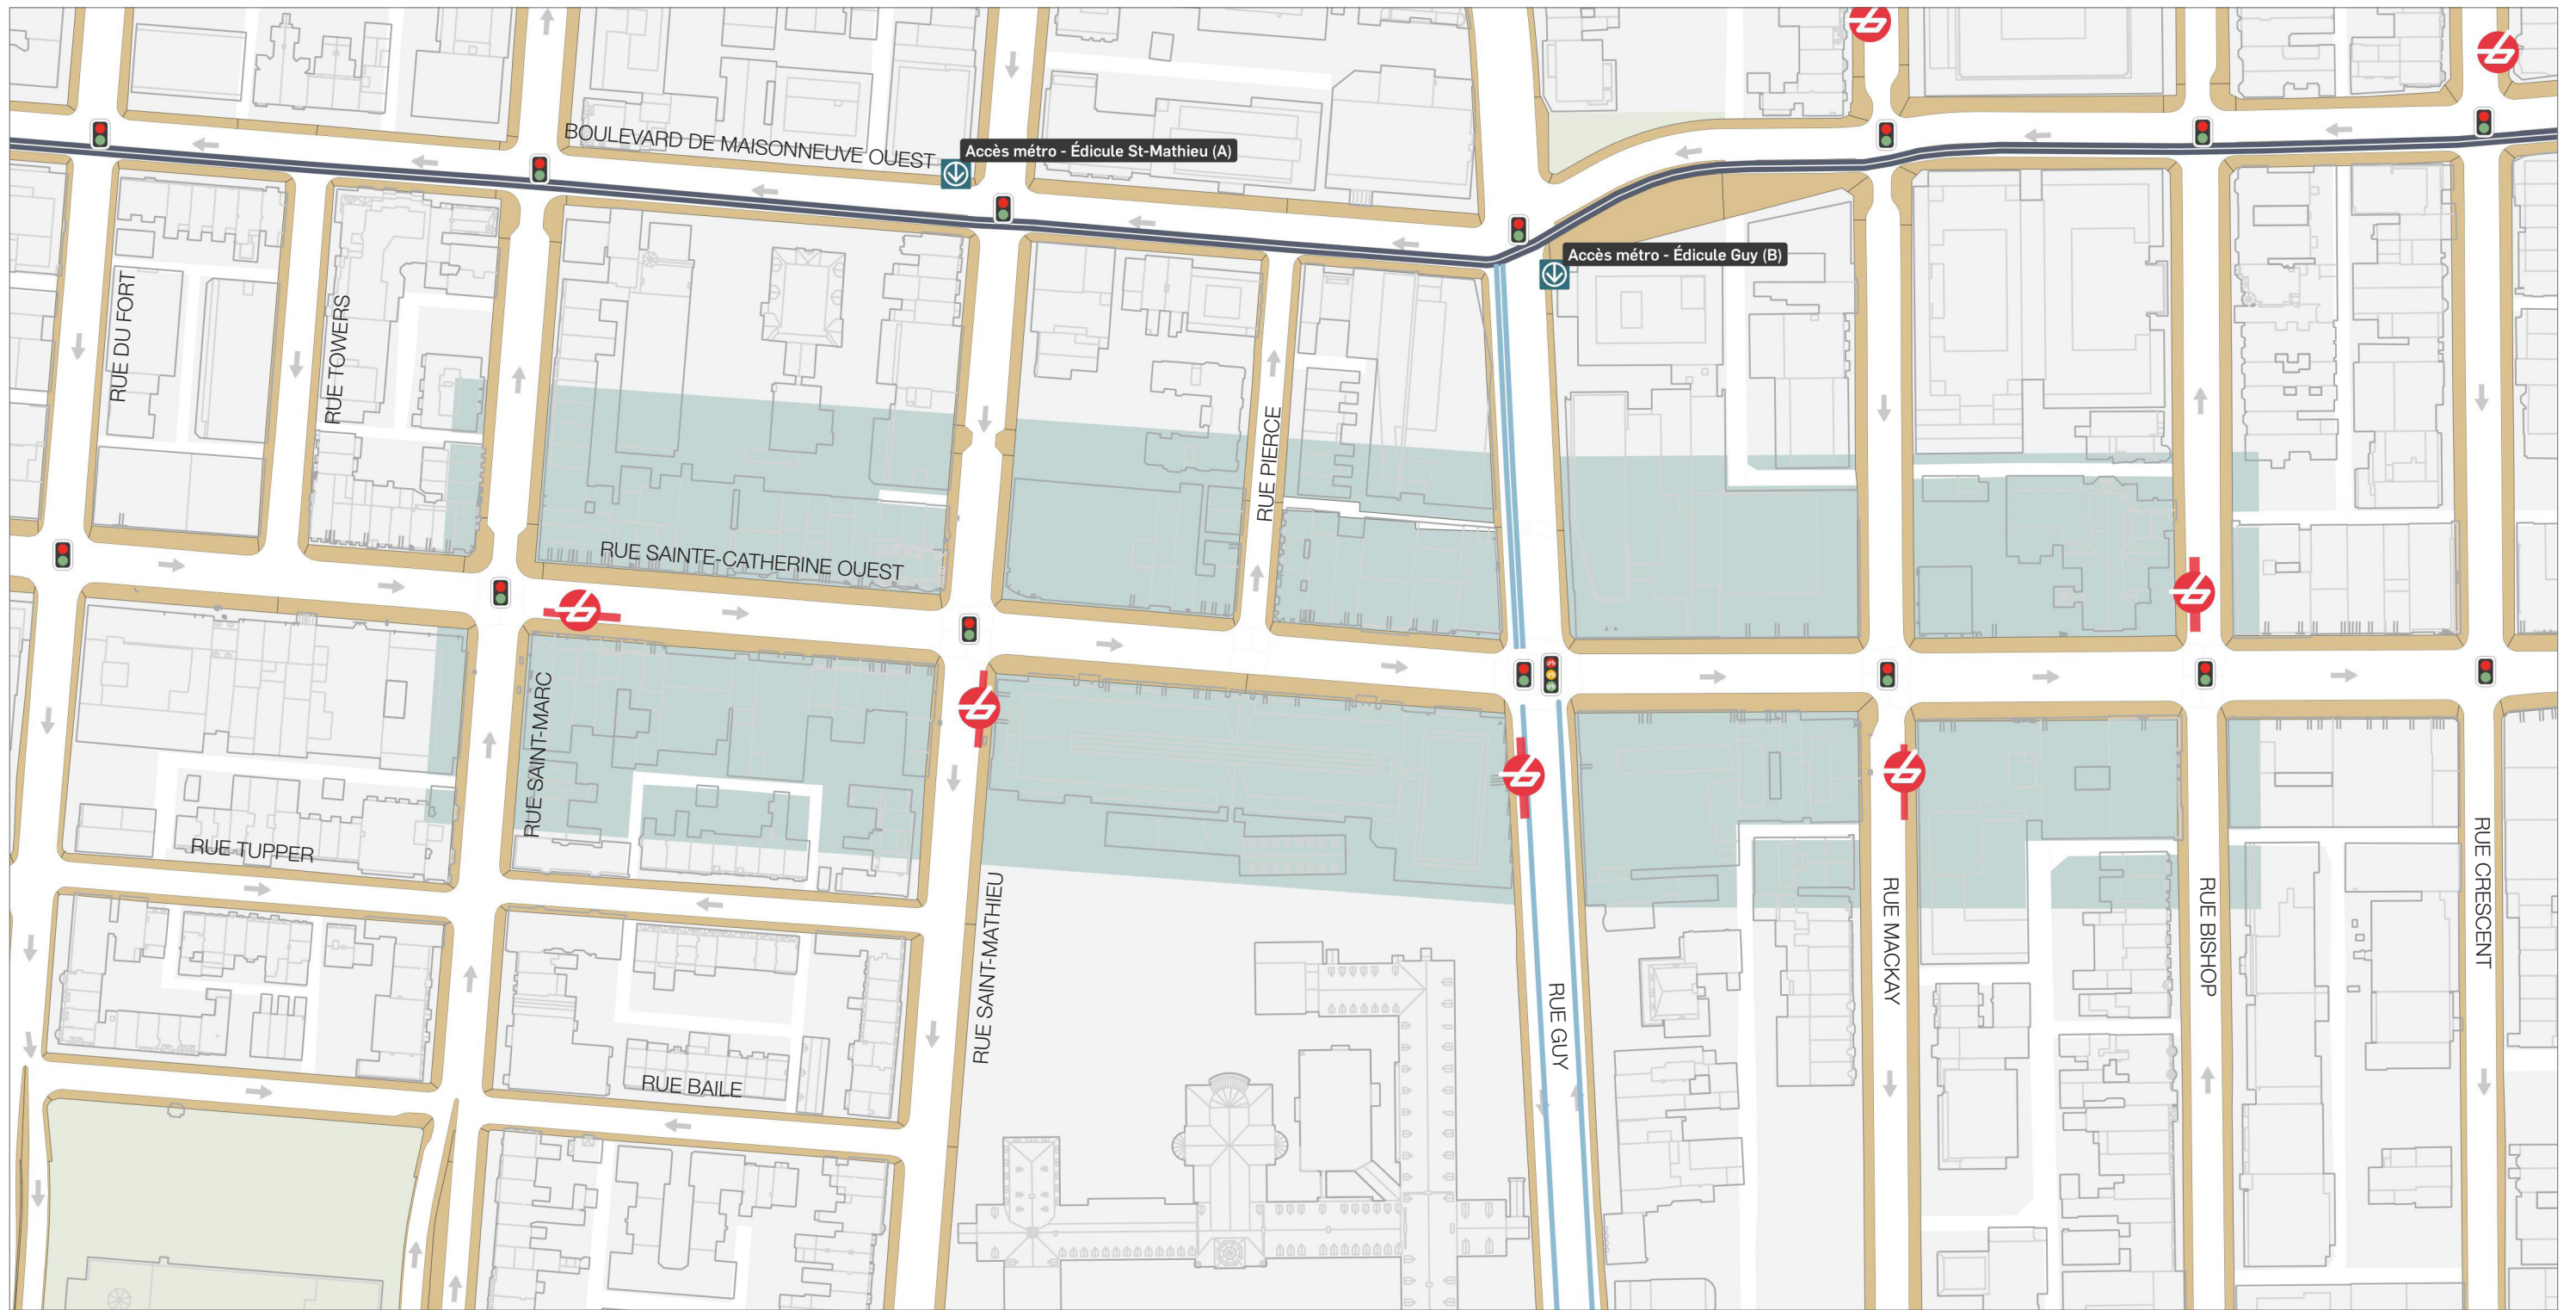 BOULEVARD DE MAISONNEUVE OUEST
Accès métro - Édicule St-Mathieu (A)
Accès métro - Édicule Guy (B)
RUE DU FORT
RUE TOWERS
RUE PIERCE
RUE SAINTE-CATHERINE OUEST
RUE SAINT-MARC
RUE TUPPER
RUE SAINT-MATHIEU
RUE GUY
RUE MACKAY
RUE BISHOP
RUE CRESCENT
RUE BAILE